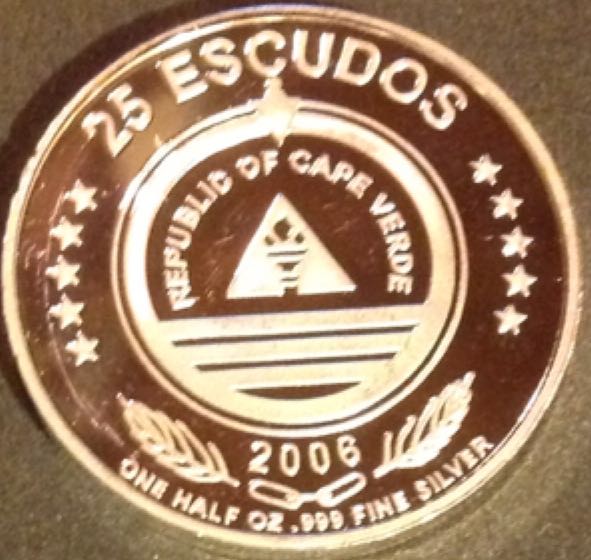 25 ESCUDOS
REPUBLIC OF CAPE VERDE
2006
ONE HALF OZ .999 FINE SILVER